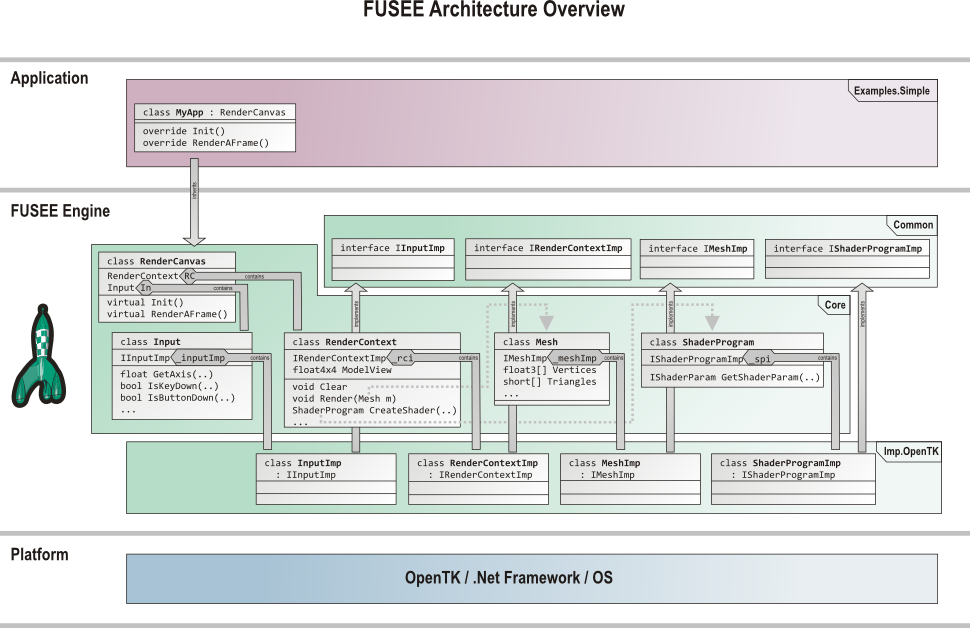 FUSEE Architecture Overview
Application
Examples.Simple
class MyApp : RenderCanvas
override Init()
override RenderAFrame()
inherits
FUSEE Engine
Common
interface IInputImp
interface IRenderContextImp
interface IMeshImp
interface IShaderProgramImp
class RenderCanvas
RenderContext RC
contains
Input In
contains
virtual Init()
virtual RenderAFrame()
Core
implements
implements
implements
implements
class Input
IInputImp inputImp
contains
float GetAxis(..)
bool IsKeyDown(..)
bool IsButtonDown(..)
...
class RenderContext
IRenderContextImp rci
contains
float4x4 ModelView
void Clear
void Render(Mesh m)
ShaderProgram CreateShader(..)
...
class Mesh
IMeshImp meshImp
contains
float3[] Vertices
short[] Triangles
...
class ShaderProgram
IShaderProgramImp spi
contains
IShaderParam GetShaderParam(..)
Imp.OpenTK
class InputImp
: IInputImp
class RenderContextImp
: IRenderContextImp
class MeshImp
: IMeshImp
class ShaderProgramImp
: IShaderProgramImp
Platform
OpenTK / .Net Framework / OS